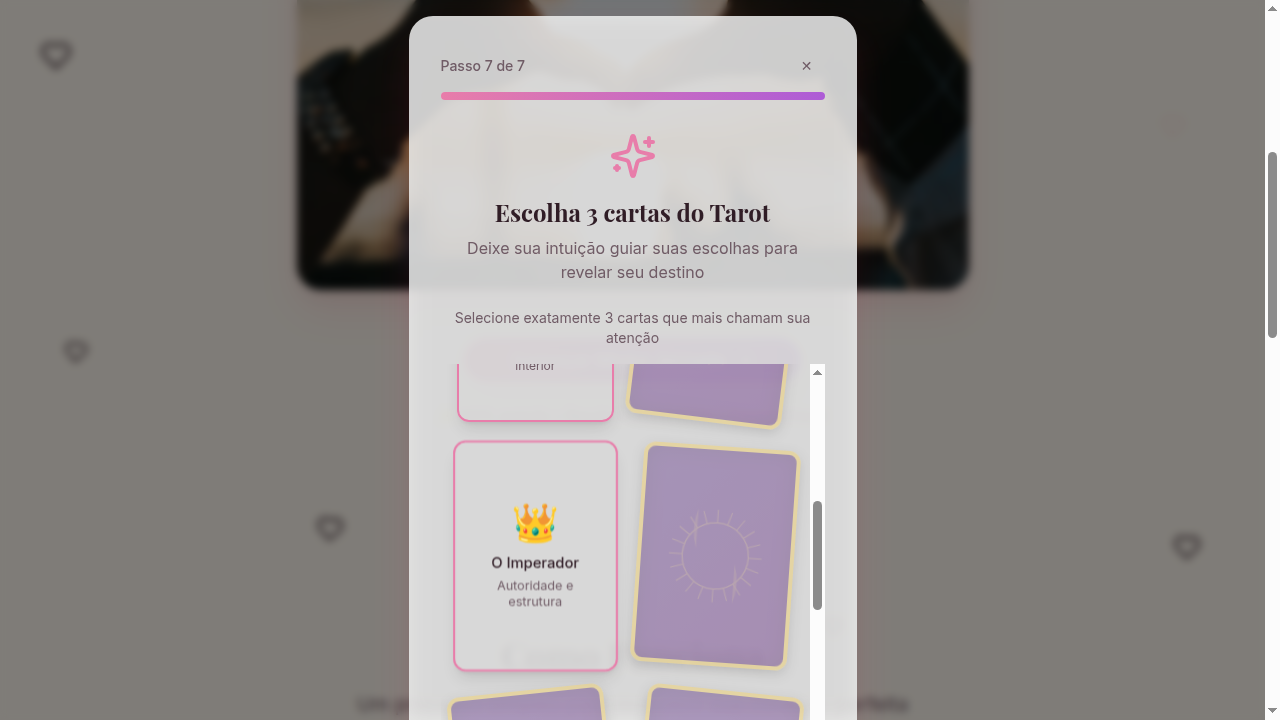 Passo 7 de 7
×
Escolha 3 cartas do Tarot
Deixe sua intuição guiar suas escolhas para
revelar seu destino
Selecione exatamente 3 cartas que mais chamam sua
atenção
interior
O Imperador
Autoridade e
estrutura